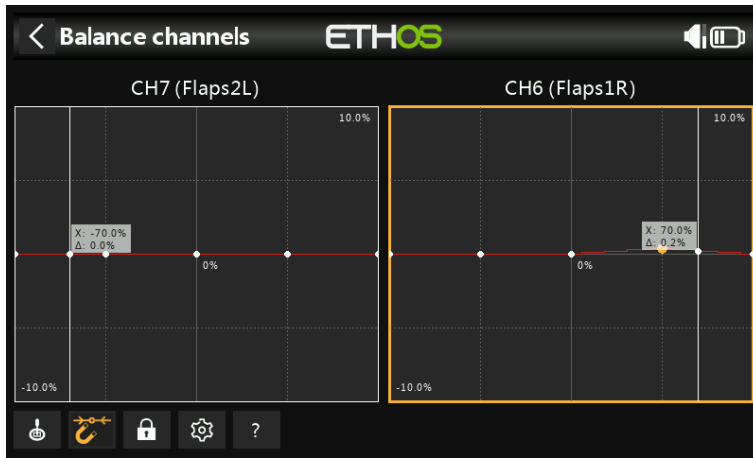 Balance channels
ETHOS
CH7 (Flaps2L)
CH6 (Flaps1R)
10.0%
10.0%
X: -70.0%
Δ: 0.0%
X: 70.0%
Δ: 0.2%
0%
0%
-10.0%
-10.0%
?